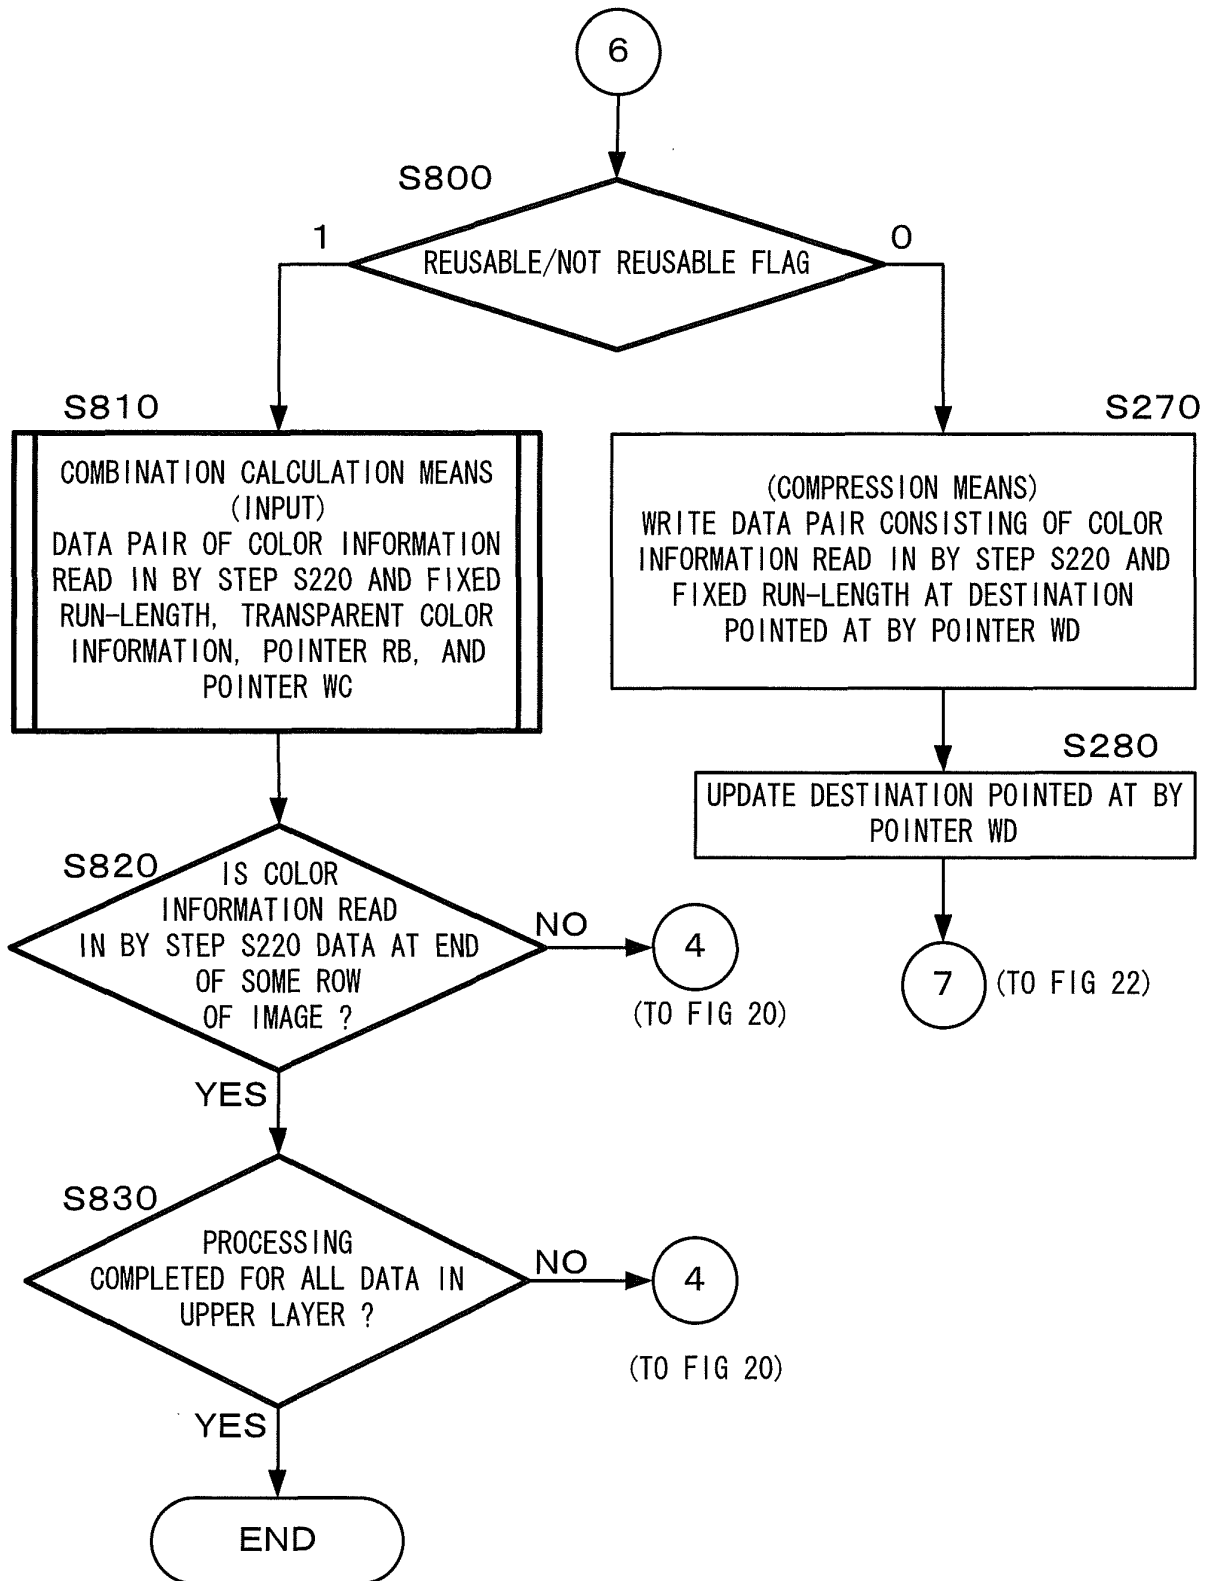 6
S800
1
0
REUSABLE/NOT REUSABLE FLAG
S810
COMBINATION CALCULATION MEANS
(INPUT)
DATA PAIR OF COLOR INFORMATION
READ IN BY STEP S220 AND FIXED
RUN-LENGTH, TRANSPARENT COLOR
INFORMATION, POINTER RB, AND
POINTER WC
S270
(COMPRESSION MEANS)
WRITE DATA PAIR CONSISTING OF COLOR
INFORMATION READ IN BY STEP S220 AND
FIXED RUN-LENGTH AT DESTINATION
POINTED AT BY POINTER WD
S280
UPDATE DESTINATION POINTED AT BY
POINTER WD
7 (TO FIG 22)
S820
IS COLOR
INFORMATION READ
IN BY STEP S220 DATA AT END
OF SOME ROW
OF IMAGE ?
NO
4
(TO FIG 20)
YES
S830
PROCESSING
COMPLETED FOR ALL DATA IN
UPPER LAYER ?
NO
4
(TO FIG 20)
YES
END